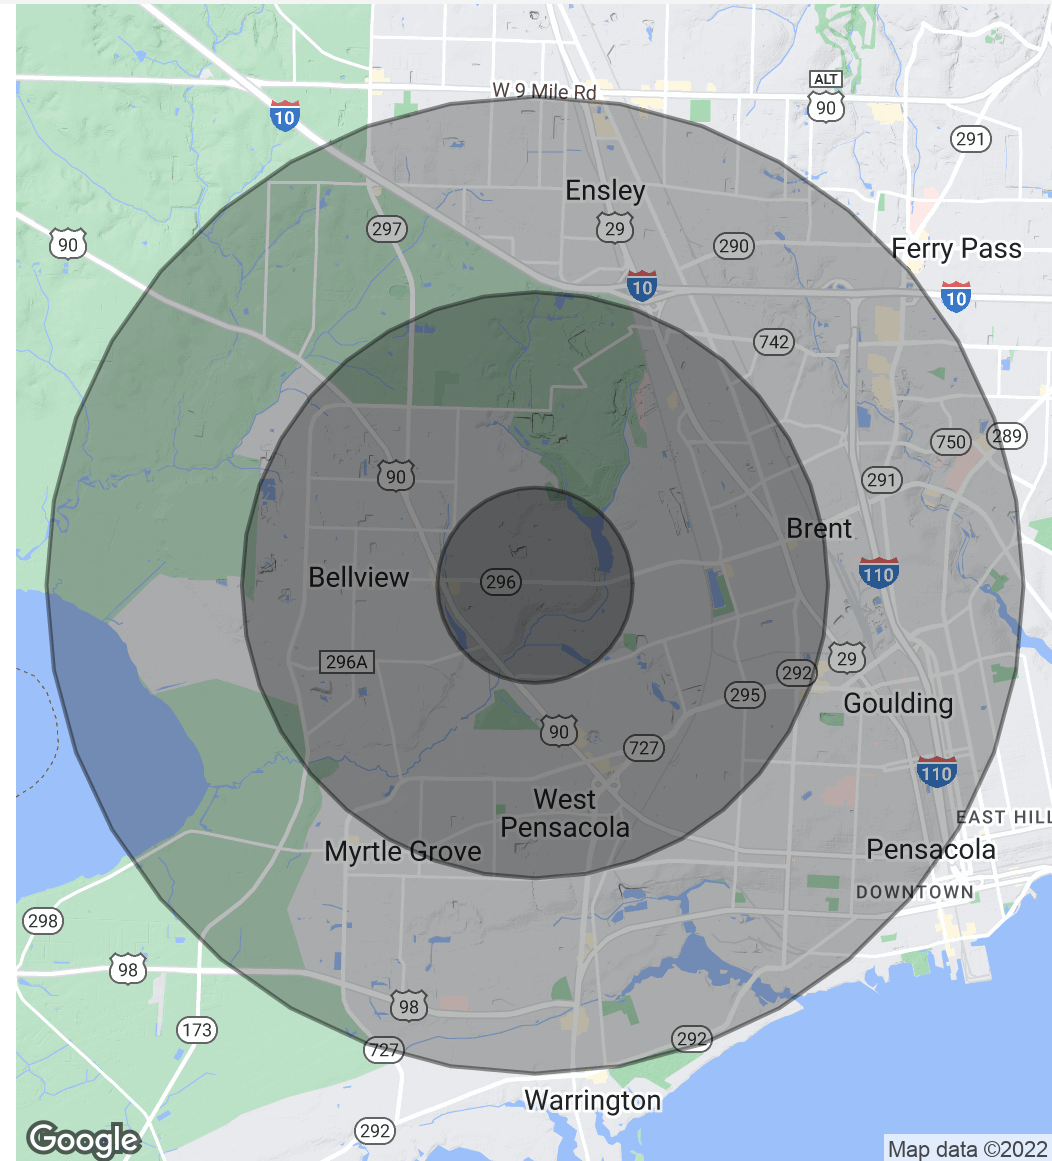 ALT
W 9 Mile Rd
90
10
291
Ensley
297
29
90
290
Ferry Pass
10
10
742
289
750
90
291
Brent
110
Bellview
296
29
296A
292
295
Goulding
90
727
110
West
Pensacola
EAST HILL
Myrtle Grove
Pensacola
DOWNTOWN
298
98
98
173
292
727
Warrington
292
Google
Map data ©2022